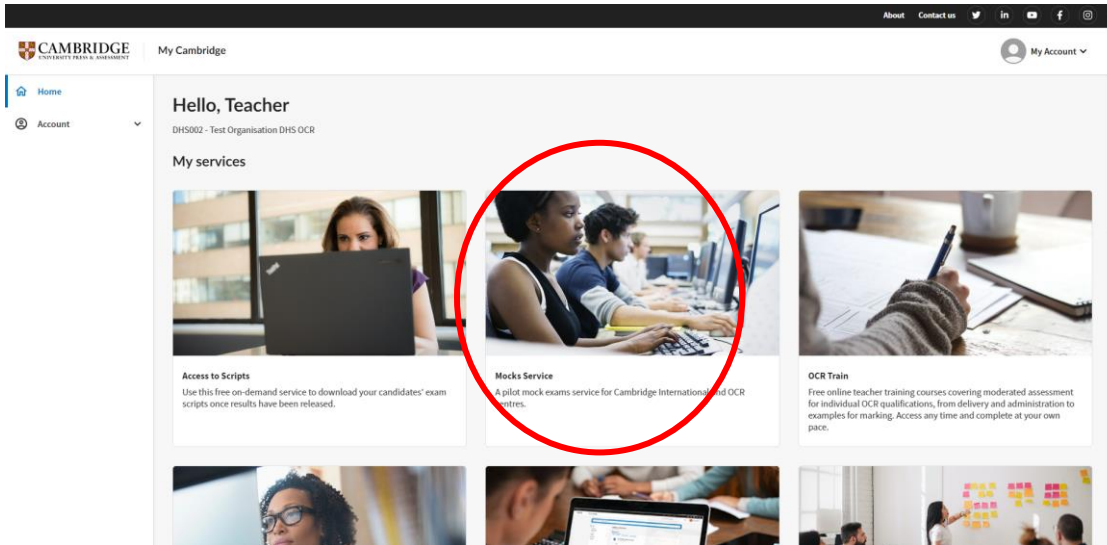 About Contact us
CAMBRIDGE
UNIVERSITY PRESS & ASSESSMENT
My Cambridge
My Account
Home
Account
Hello, Teacher
DHS002 - Test Organisation DHS OCR
My services
Access to Scripts
Use this free on-demand service to download your candidates' exam
scripts once results have been released.
Mocks Service
A pilot mock exams service for Cambridge International and OCR
centres.
OCR Train
Free online teacher training courses covering moderated assessment
for individual OCR qualifications, from delivery and administration to
examples for marking. Access any time and complete at your own
pace.